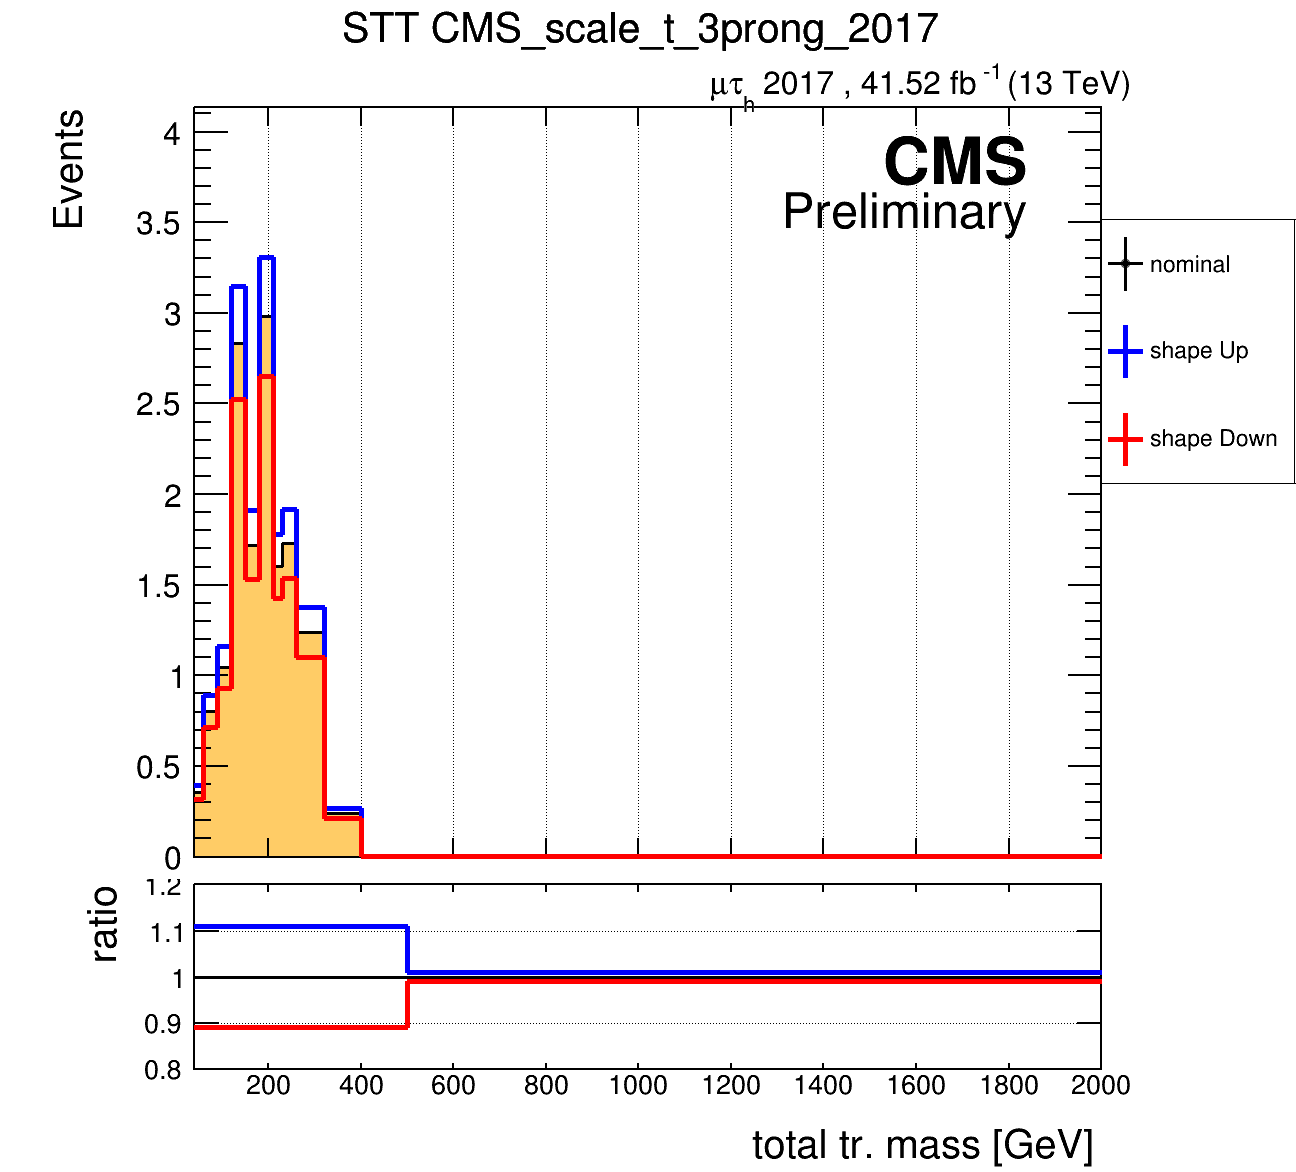 STT CMS_scale_t_3prong_2017
μτh 2017 , 41.52 fb-1 (13 TeV)
Events
CMS
Preliminary
4
3.5
3
2.5
2
1.5
1
0.5
0
nominal
shape Up
shape Down
ratio
1.2
1.1
1
0.9
0.8
200 400 600 800 1000 1200 1400 1600 1800 2000
total tr. mass [GeV]